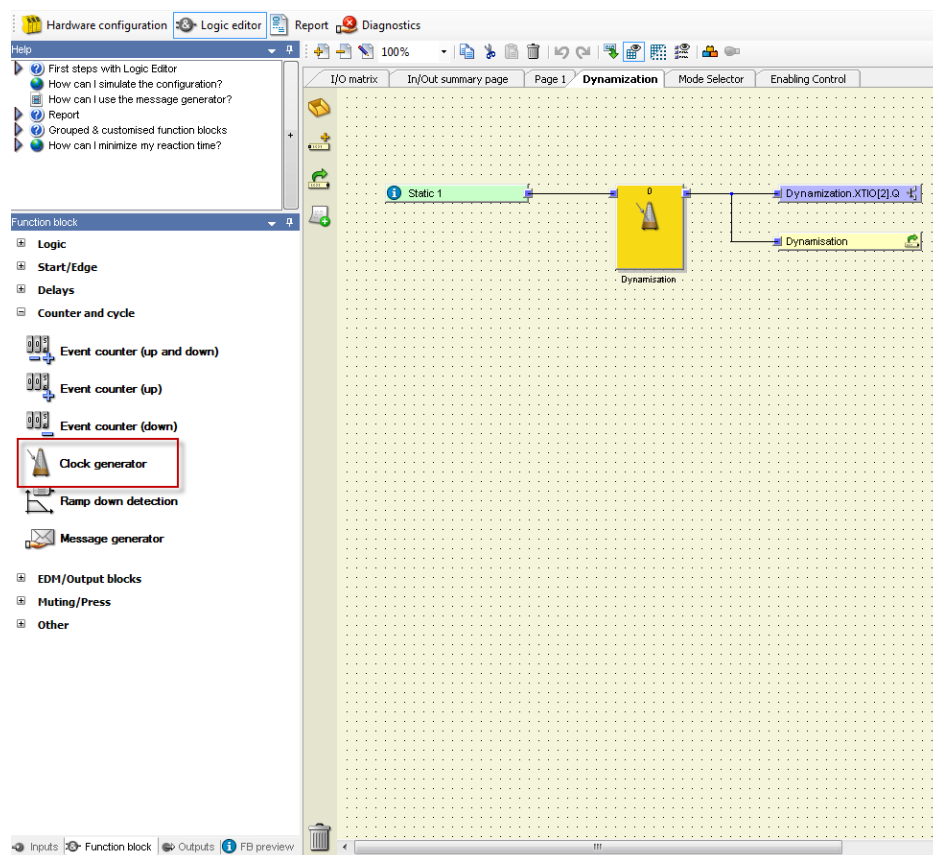 Hardware configuration Logic editor Report Diagnostics
Help
First steps with Logic Editor
How can I simulate the configuration?
How can I use the message generator?
Report
Grouped & customised function blocks
How can I minimize my reaction time?
Function block
Logic
Start/Edge
Delays
Counter and cycle
Event counter (up and down)
Event counter (up)
Event counter (down)
Clock generator
Ramp down detection
Message generator
EDM/Output blocks
Muting/Press
Other
Inputs Function block Outputs FB preview
100%
I/O matrix In/Out summary page Page 1 Dynamization Mode Selector Enabling Control
Static 1
0
Dynamisation
Dynamization.XTIO[2].Q
Dynamisation